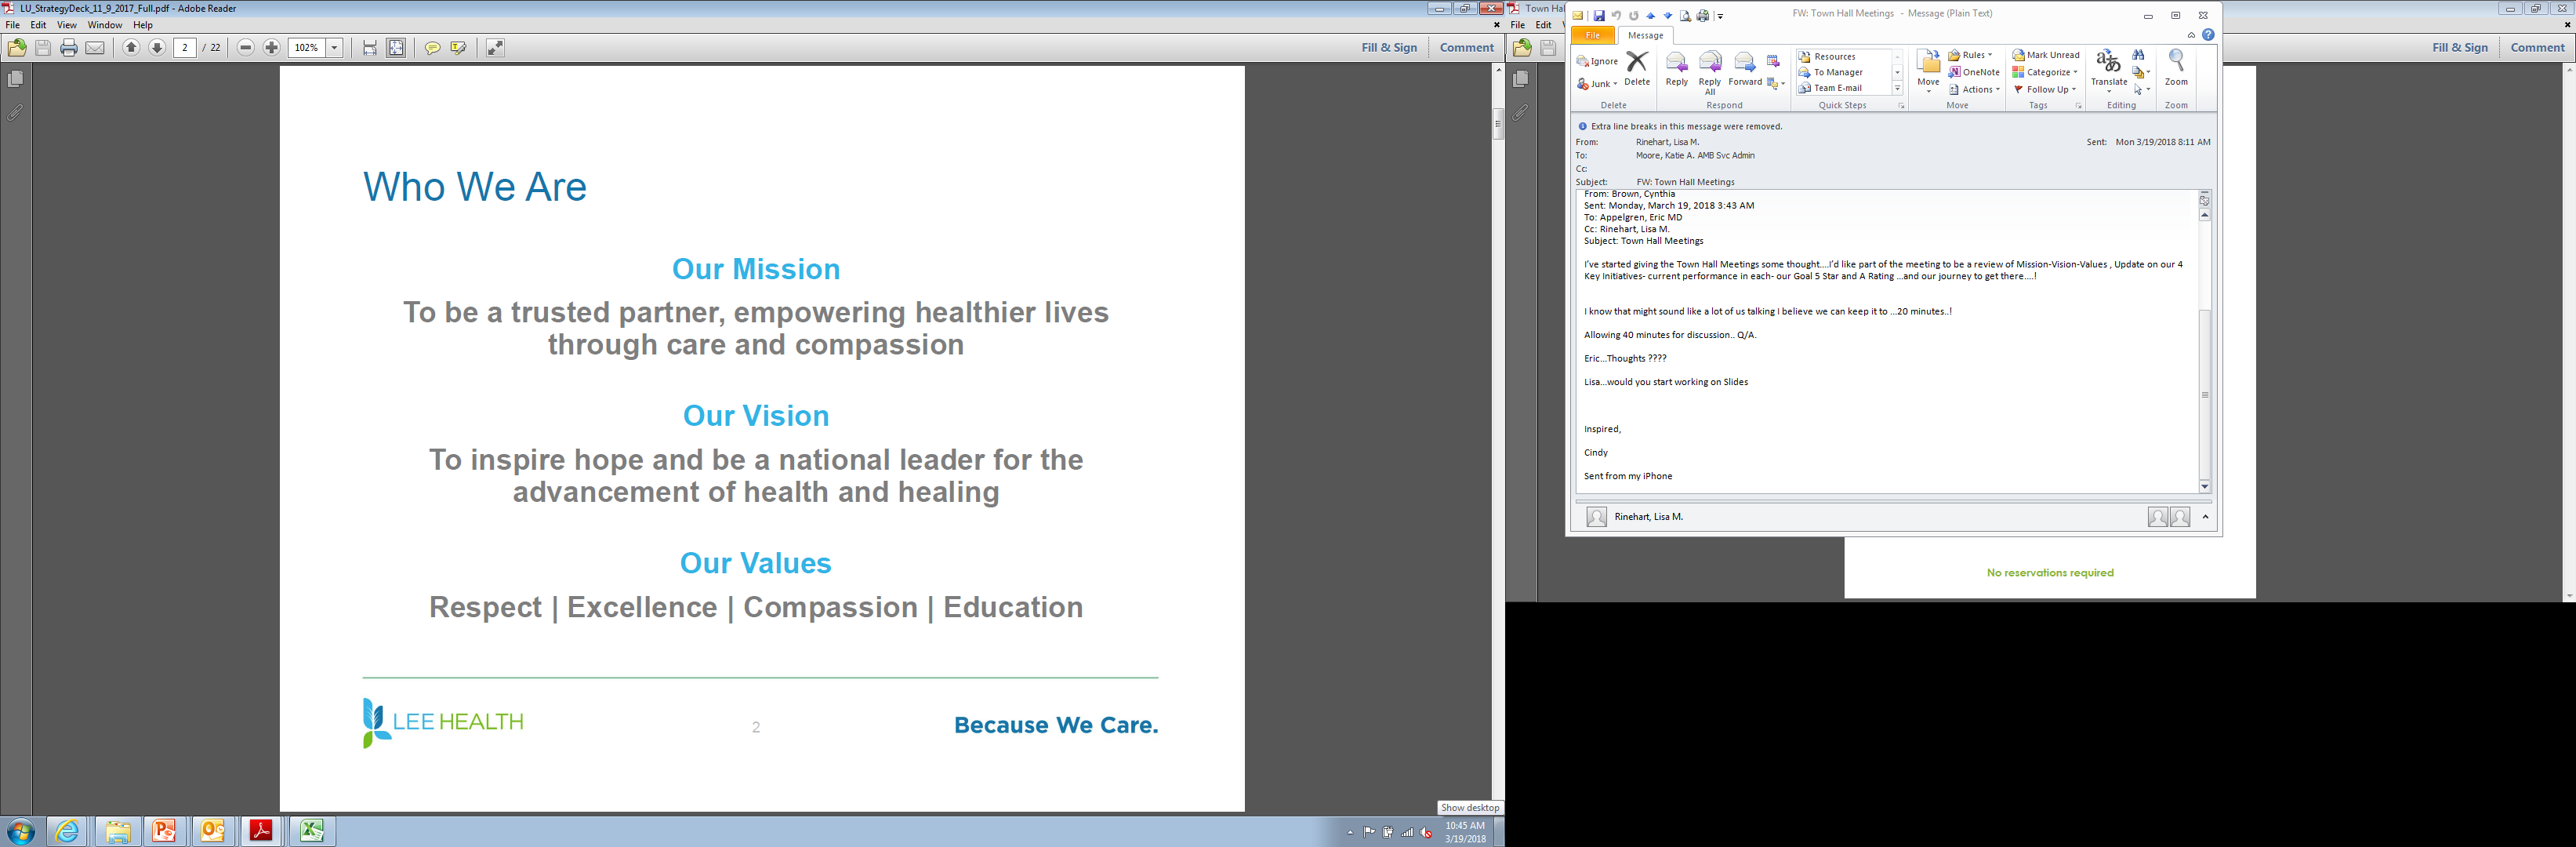 LU_StrategyDeck_11_9_2017_Full.pdf - Adobe Reader
File Edit View Window Help
2 / 22
102%
Fill & Sign
Comment
Who We Are
Our Mission
To be a trusted partner, empowering healthier lives
through care and compassion
Our Vision
To inspire hope and be a national leader for the
advancement of health and healing
Our Values
Respect | Excellence | Compassion | Education
LEE HEALTH
2
Because We Care.
Show desktop
10:45 AM
3/19/2018
Town Hal
File Edit
Fill & Sign
Comment
FW: Town Hall Meetings - Message (Plain Text)
File
Message
Ignore
Junk
Delete
Delete
Reply
Reply
All
Forward
Respond
Resources
To Manager
Team E-mail
Quick Steps
Move
Rules
OneNote
Actions
Move
Mark Unread
Categorize
Follow Up
Tags
Translate
Editing
Zoom
Zoom
Extra line breaks in this message were removed.
From: Rinehart, Lisa M.
Sent: Mon 3/19/2018 8:11 AM
To: Moore, Katie A. AMB Svc Admin
Cc:
Subject: FW: Town Hall Meetings
From: Brown, Cynthia
Sent: Monday, March 19, 2018 3:43 AM
To: Appelgren, Eric MD
Cc: Rinehart, Lisa M.
Subject: Town Hall Meetings
I've started giving the Town Hall Meetings some thought....I'd like part of the meeting to be a review of Mission-Vision-Values , Update on our 4
Key Initiatives- current performance in each- our Goal 5 Star and A Rating ...and our journey to get there....!
I know that might sound like a lot of us talking I believe we can keep it to ...20 minutes..!
Allowing 40 minutes for discussion.. Q/A.
Eric...Thoughts ????
Lisa...would you start working on Slides
Inspired,
Cindy
Sent from my iPhone
Rinehart, Lisa M.
No reservations required